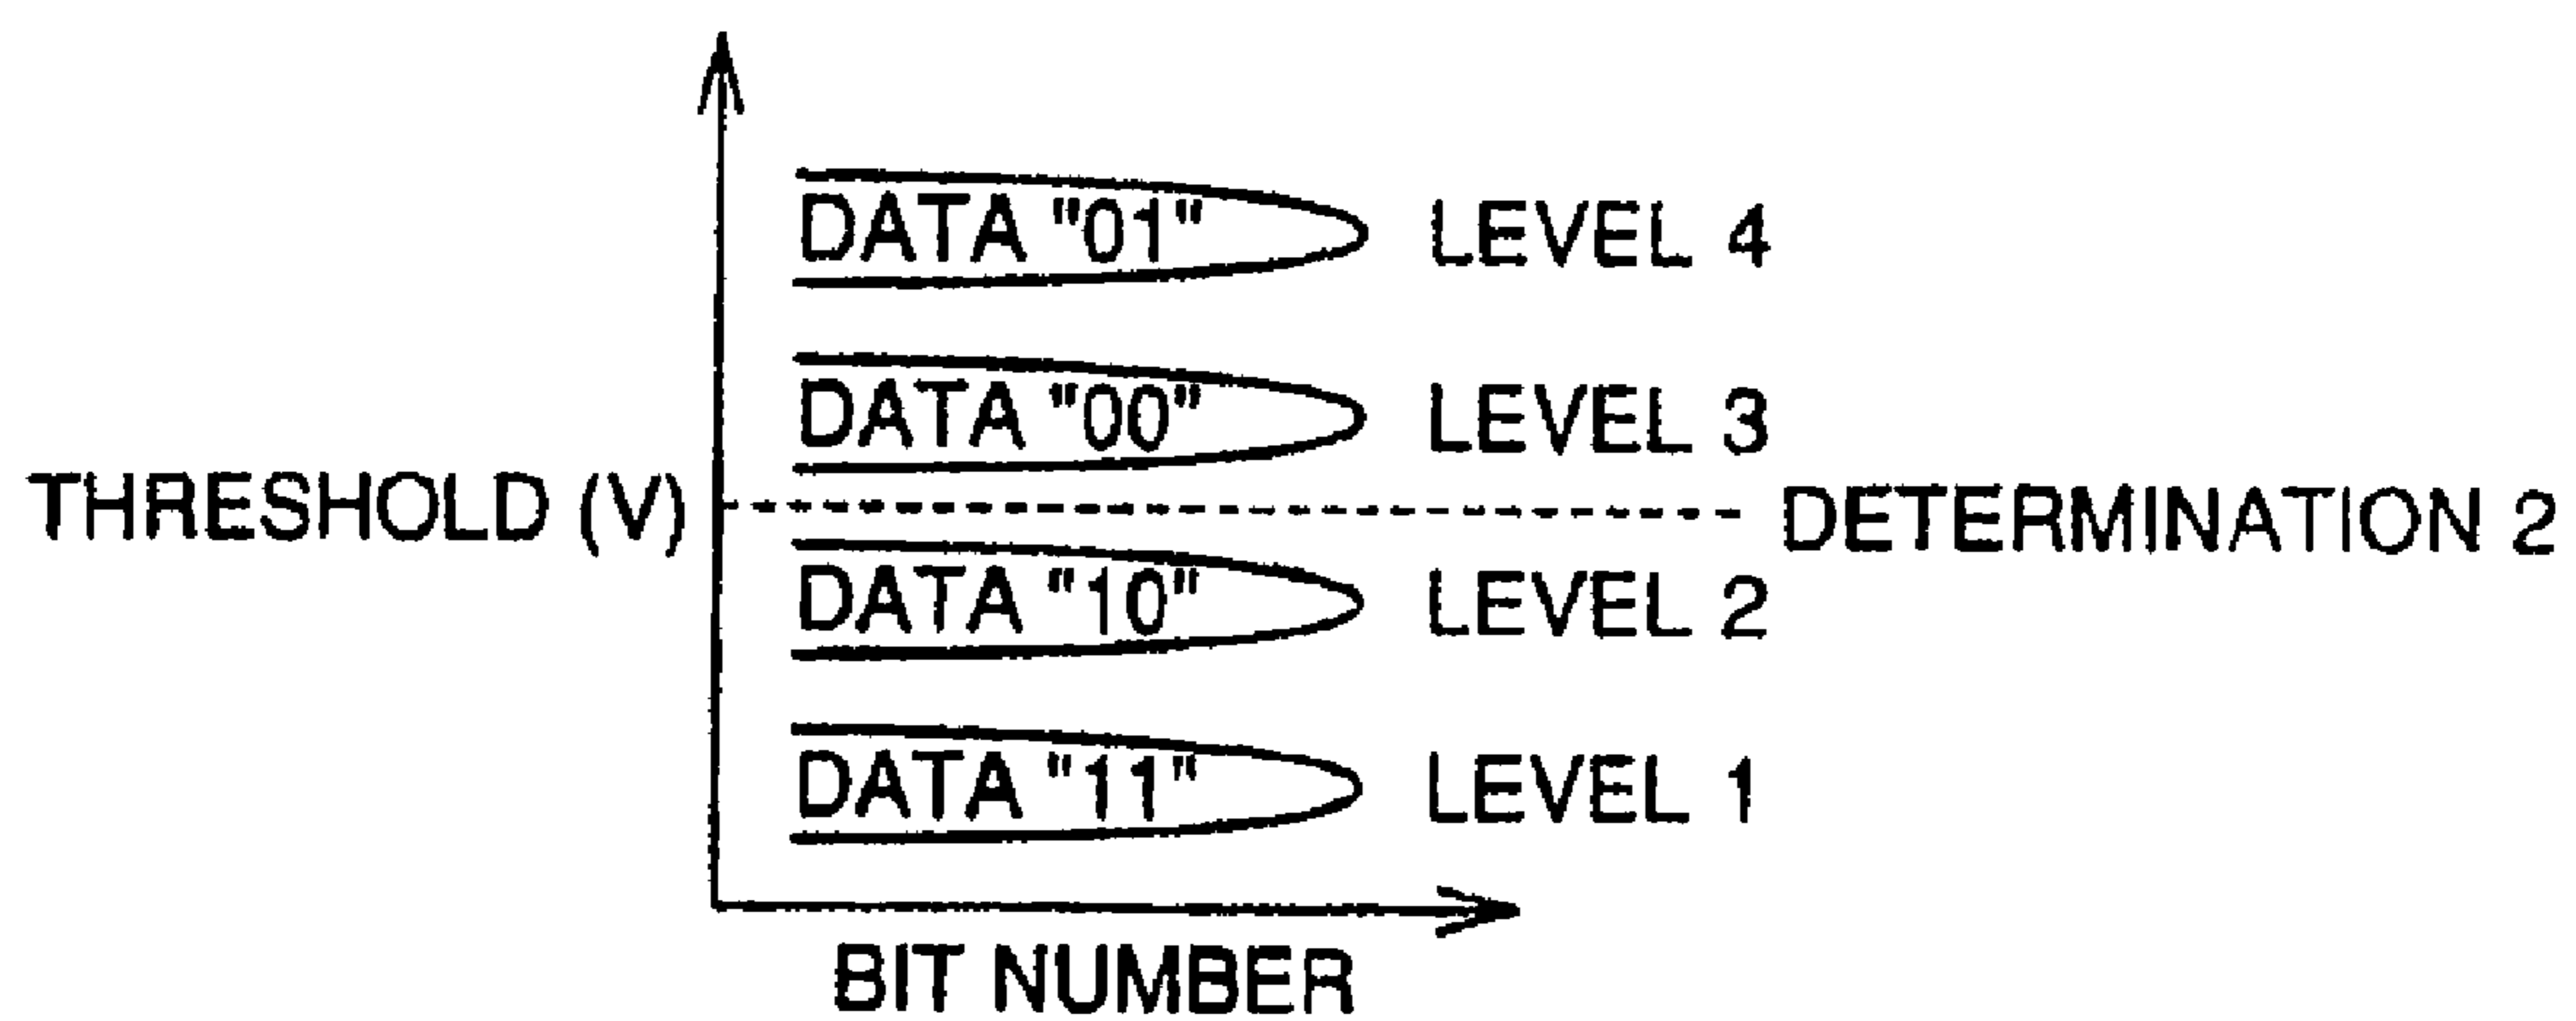 DATA "01" LEVEL 4
DATA "00" LEVEL 3
THRESHOLD (V) DETERMINATION 2
DATA "10" LEVEL 2
DATA "11" LEVEL 1
BIT NUMBER